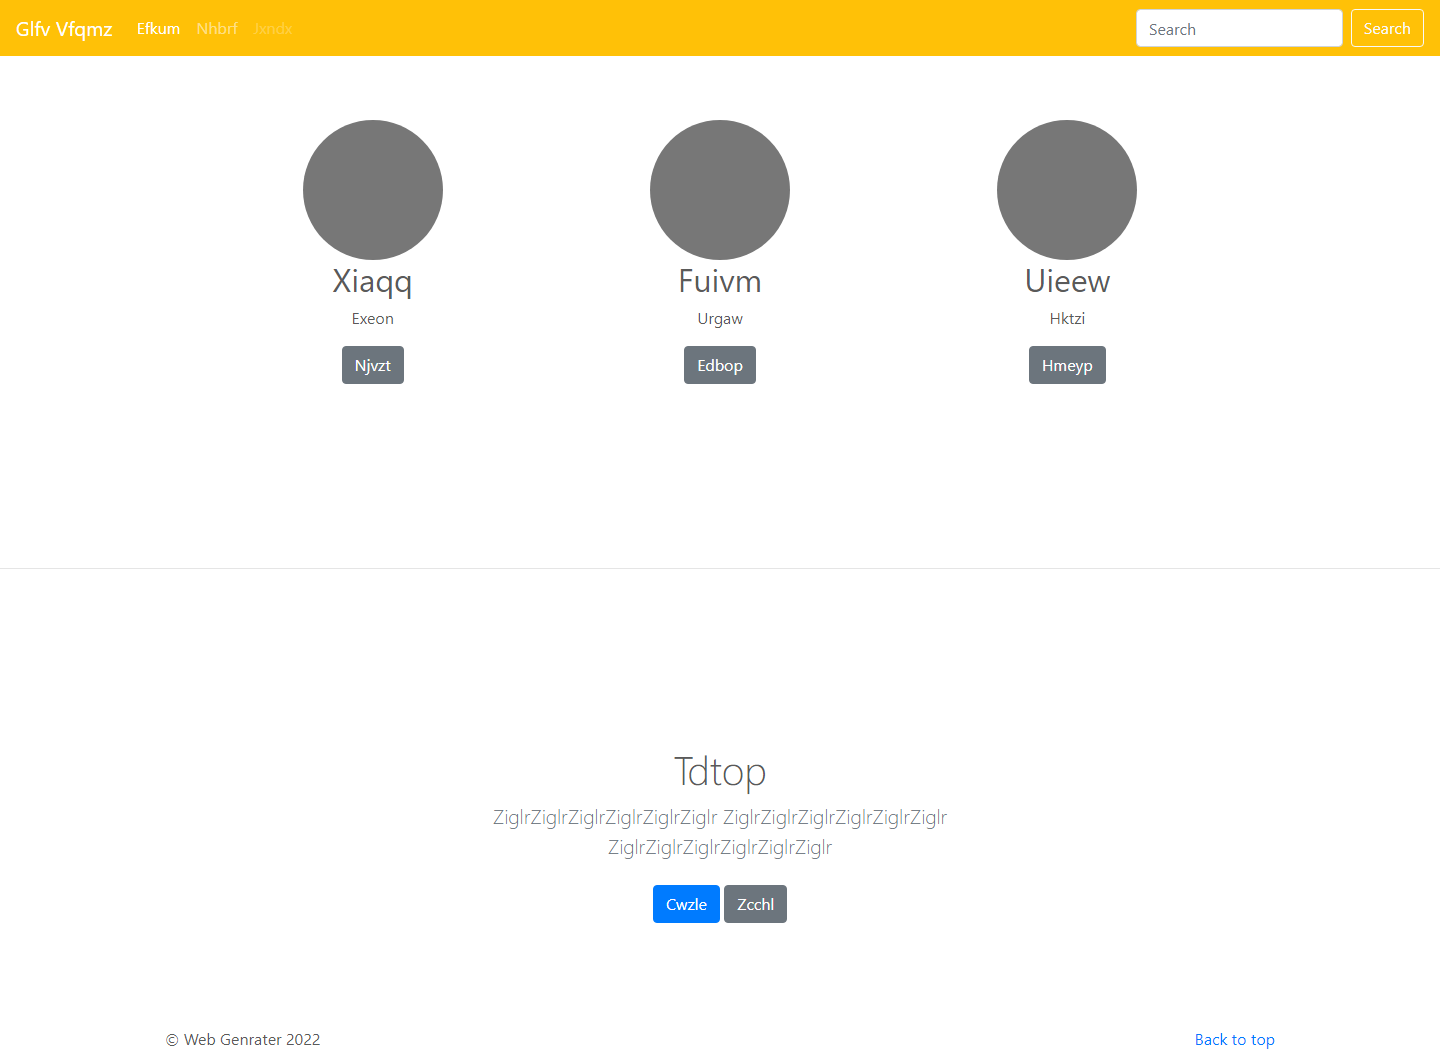 Glfv Vfqmz Efkum Nhbrf Jxndx Search Search
Xiaqq Fuivm Uieew
Exeon Urgaw Hktzi
Njvzt Edbop Hmeyp
Tdtop
ZiglrZiglrZiglrZiglrZiglrZiglr ZiglrZiglrZiglrZiglrZiglrZiglr
ZiglrZiglrZiglrZiglrZiglrZiglr
Cwzle Zcchl
© Web Genrater 2022 Back to top